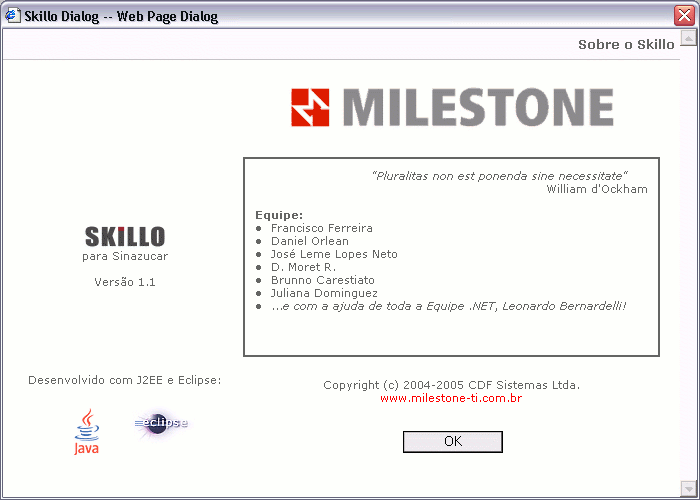 Skillo Dialog -- Web Page Dialog
Sobre o Skillo
MILESTONE
"Pluralitas non est ponenda sine necessitate"
William d'Ockham
Equipe:
Francisco Ferreira
Daniel Orlean
José Leme Lopes Neto
D. Moret R.
Brunno Carestiato
Juliana Dominguez
...e com a ajuda de toda a Equipe .NET, Leonardo Bernardelli!
SKILLO
para Sinazucar
Versão 1.1
Desenvolvido com J2EE e Eclipse:
Java
eclipse
Copyright (c) 2004-2005 CDF Sistemas Ltda.
www.milestone-ti.com.br
OK